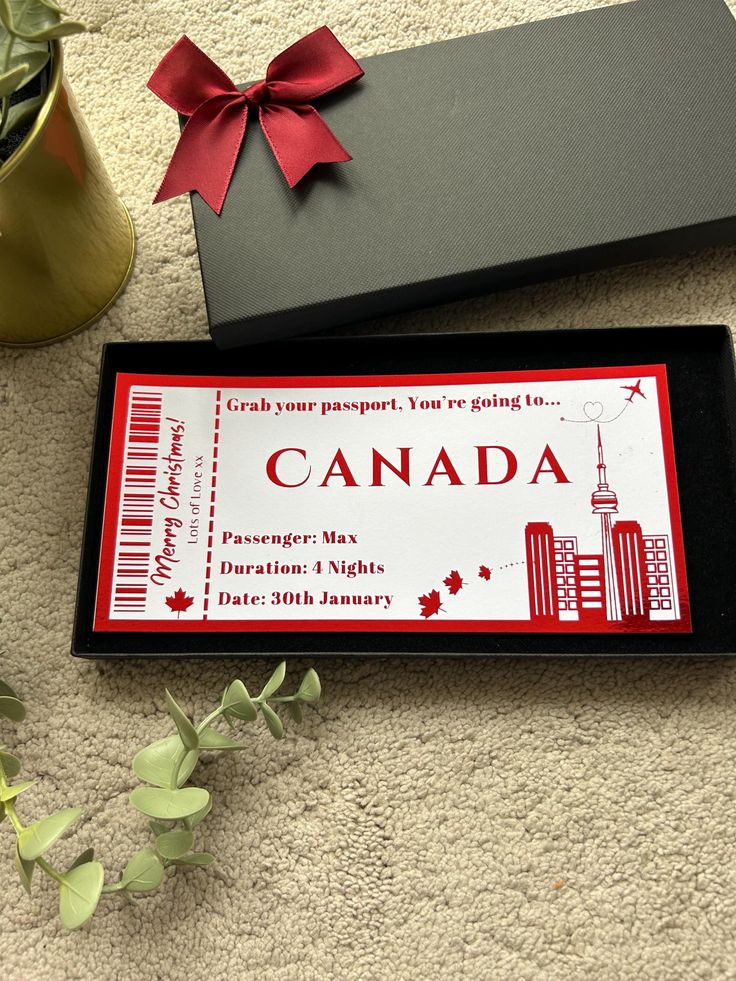 Merry Christmas!
Lots of Love xx
Grab your passport, You're going to...
CANADA
Passenger: Max
Duration: 4 Nights
Date: 30th January